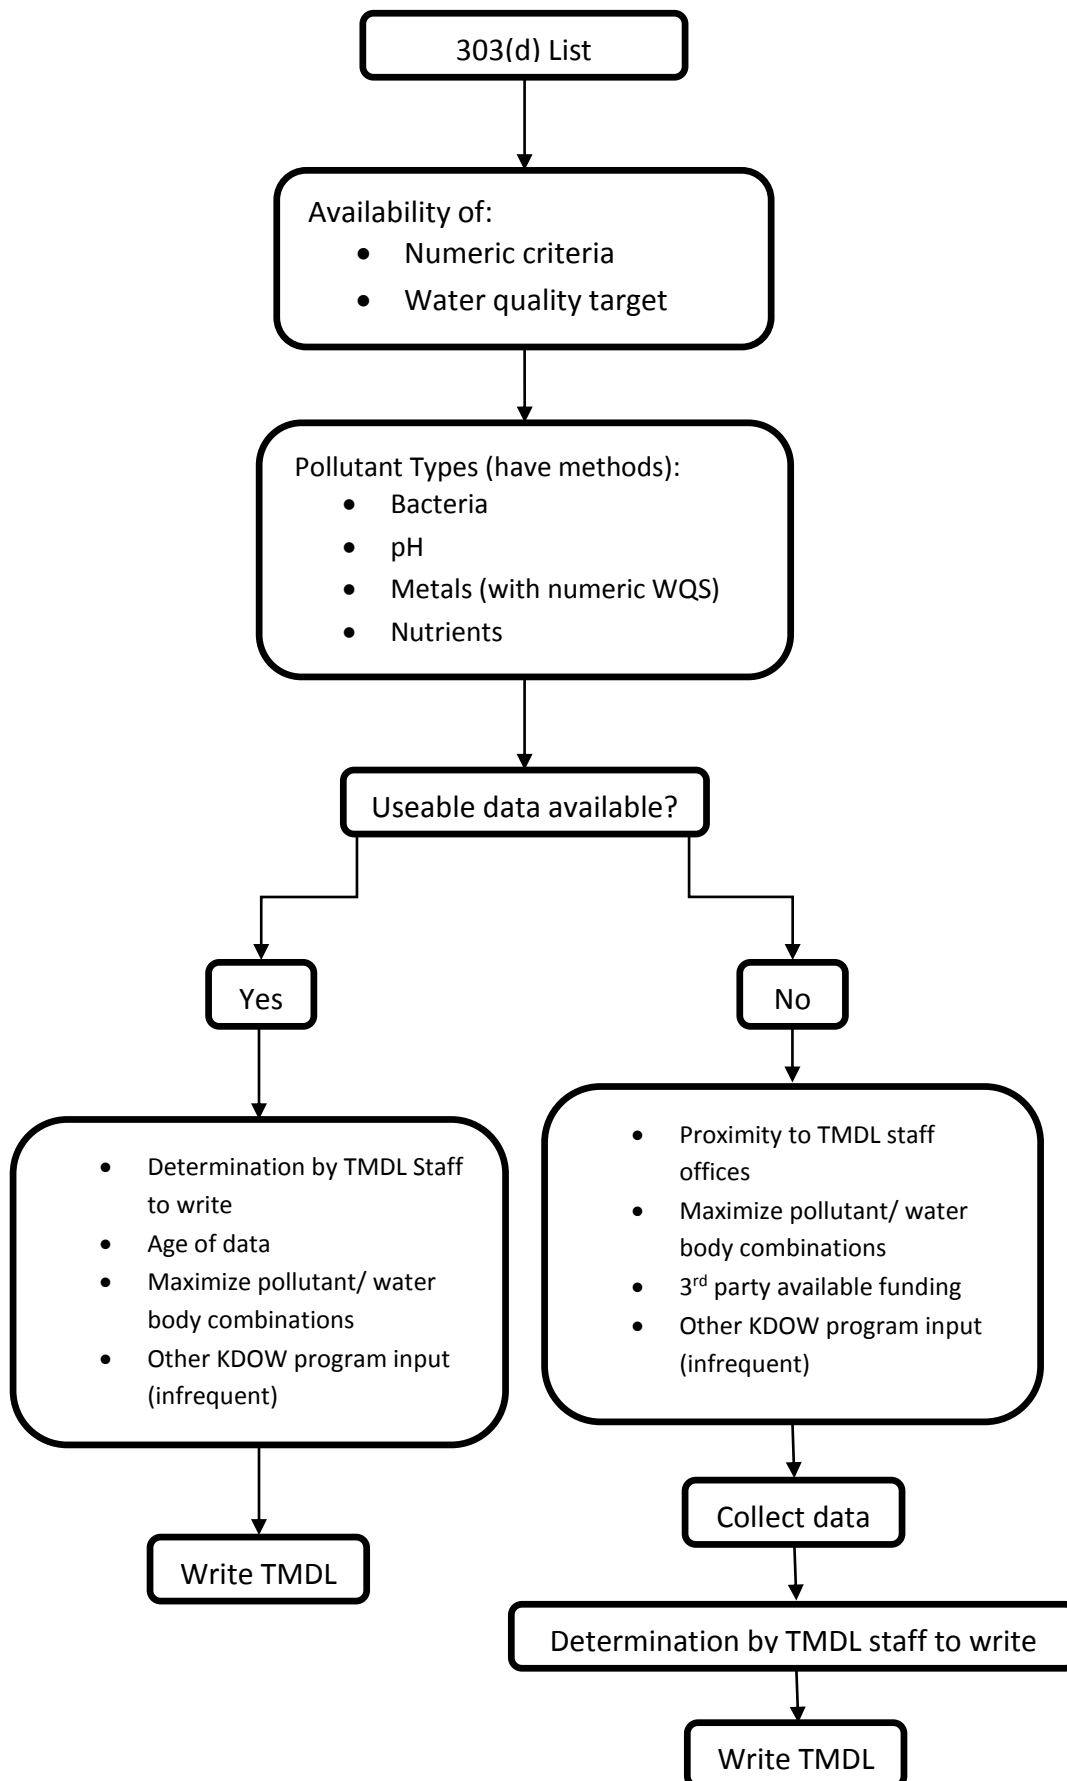 303(d) List
Availability of:
• Numeric criteria
• Water quality target
Pollutant Types (have methods):
• Bacteria
• pH
• Metals (with numeric WQS)
• Nutrients
Useable data available?
Yes
No
• Determination by TMDL Staff
to write
• Age of data
• Maximize pollutant/ water
body combinations
• Other KDOW program input
(infrequent)
• Proximity to TMDL staff
offices
• Maximize pollutant/ water
body combinations
• 3rd party available funding
• Other KDOW program input
(infrequent)
Write TMDL
Collect data
Determination by TMDL staff to write
Write TMDL